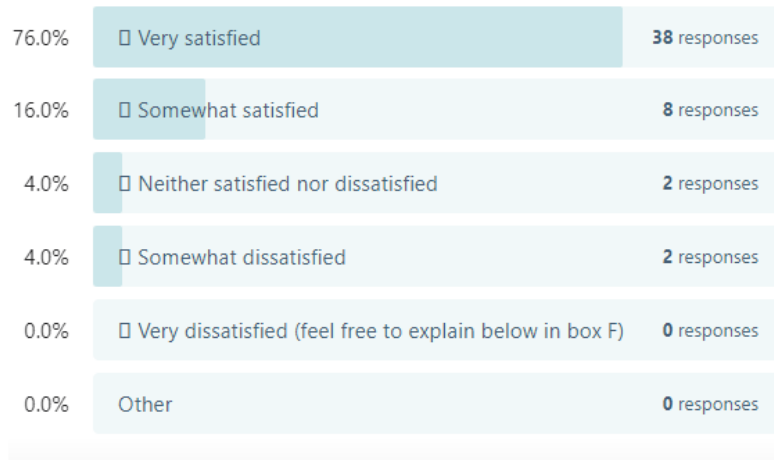 76.0% ▯ Very satisfied 38 responses
16.0% ▯ Somewhat satisfied 8 responses
4.0% ▯ Neither satisfied nor dissatisfied 2 responses
4.0% ▯ Somewhat dissatisfied 2 responses
0.0% ▯ Very dissatisfied (feel free to explain below in box F) 0 responses
0.0% Other 0 responses